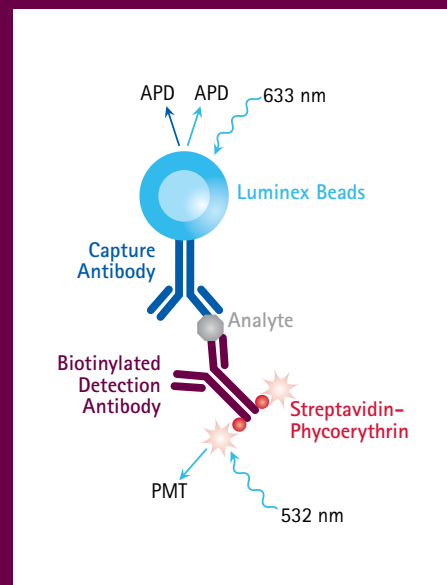 APD APD 633 nm
Luminex Beads
Capture
Antibody
Analyte
Biotinylated
Detection
Antibody
Streptavidin-
Phycoerythrin
PMT
532 nm